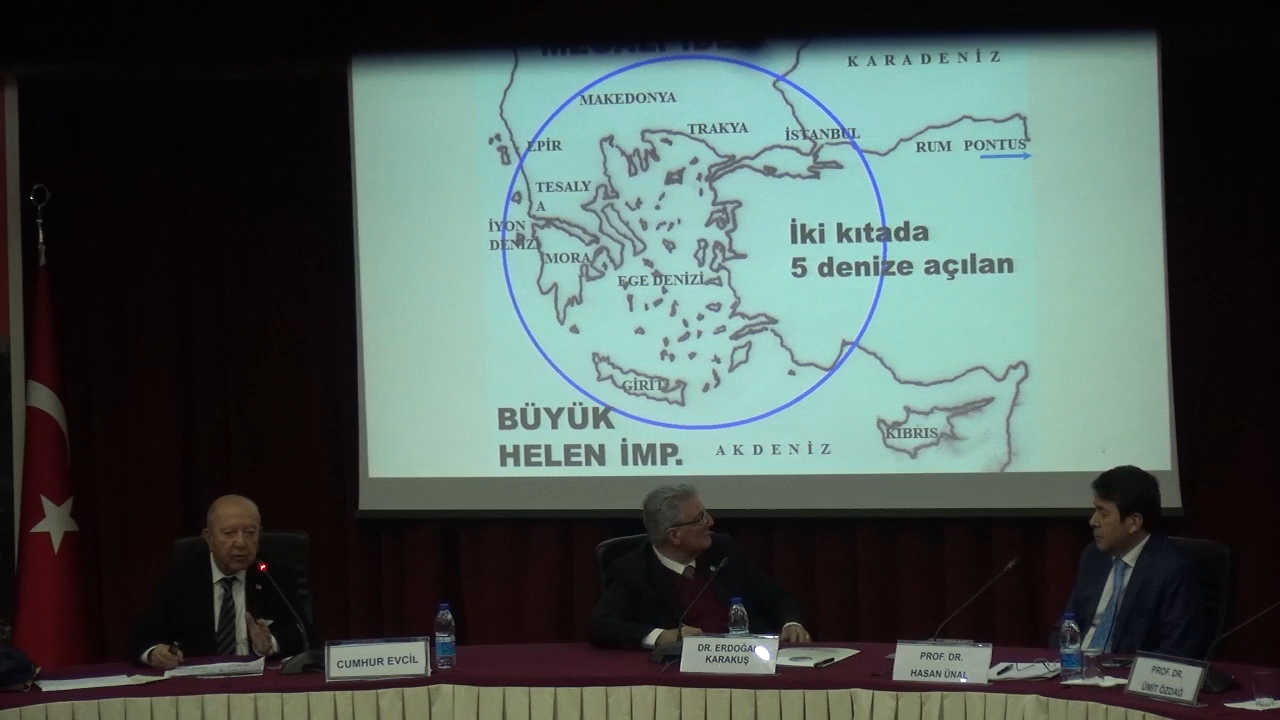 KARADENİZ
MAKEDONYA
TRAKYA
İSTANBUL
EPİR
RUM PONTUS
TESALY
A
İYON
DENİZİ
MORA
İki kıtada
5 denize açılan
EGE DENİZİ
GİRİT
BÜYÜK
HELEN İMP.
AKDENİZ
KIBRIS
CUMHUR EVCİL
DR. ERDOĞAN
KARAKUŞ
PROF. DR.
HASAN ÜNAL
PROF. DR.
ÜMİT ÖZDAĞ